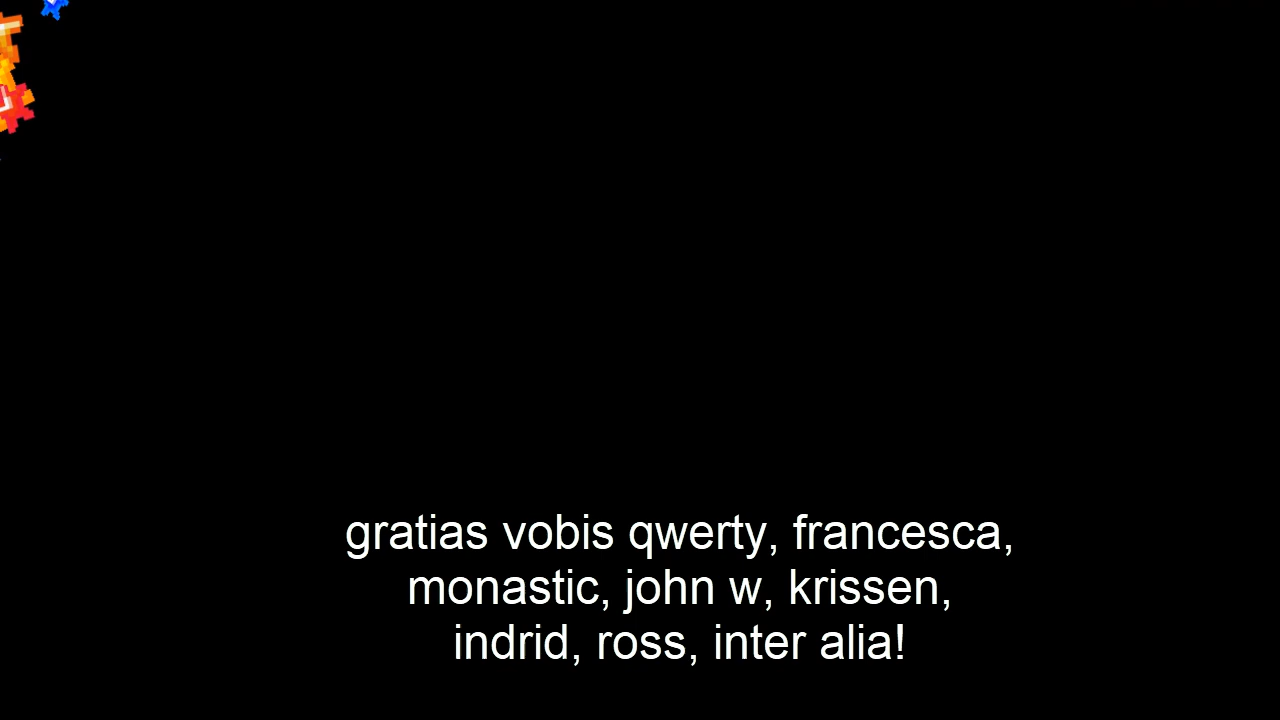 gratias vobis qwerty, francesca,
monastic, john w, krissen,
indrid, ross, inter alia!